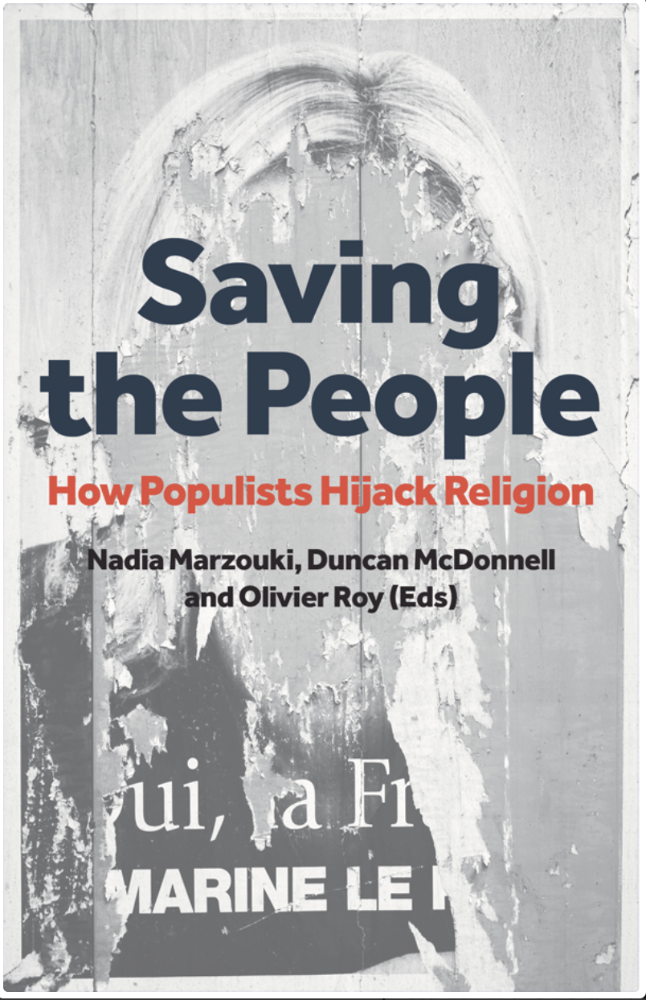 Saving
the People
How Populists Hijack Religion
Nadia Marzouki, Duncan McDonnell
and Olivier Roy (Eds)
ui, la Fr
MARINE LE